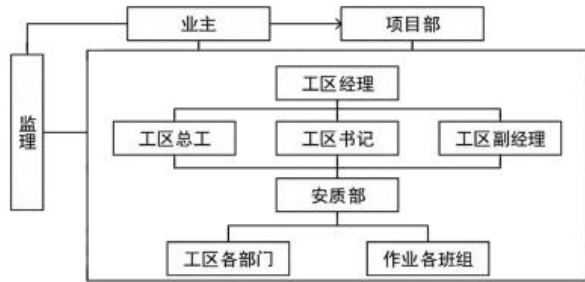 业主
项目部
监理
工区经理
工区总工
工区书记
工区副经理
安质部
工区各部门
作业各班组